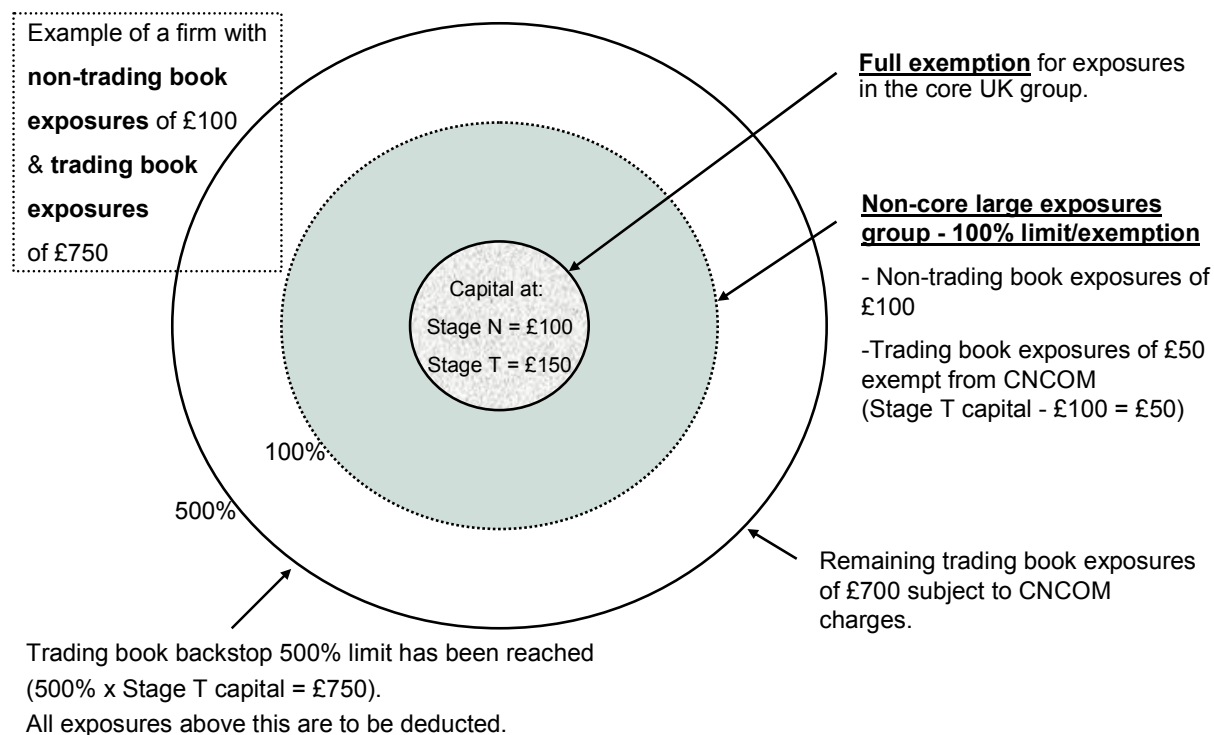 Example of a firm with
non-trading book
exposures of £100
& trading book
exposures
of £750
Full exemption for exposures
in the core UK group.
Non-core large exposures
group - 100% limit/exemption
- Non-trading book exposures of
£100
-Trading book exposures of £50
exempt from CNCOM
(Stage T capital - £100 = £50)
Capital at:
Stage N = £100
Stage T = £150
100%
500%
Remaining trading book exposures
of £700 subject to CNCOM
charges.
Trading book backstop 500% limit has been reached
(500% x Stage T capital = £750).
All exposures above this are to be deducted.